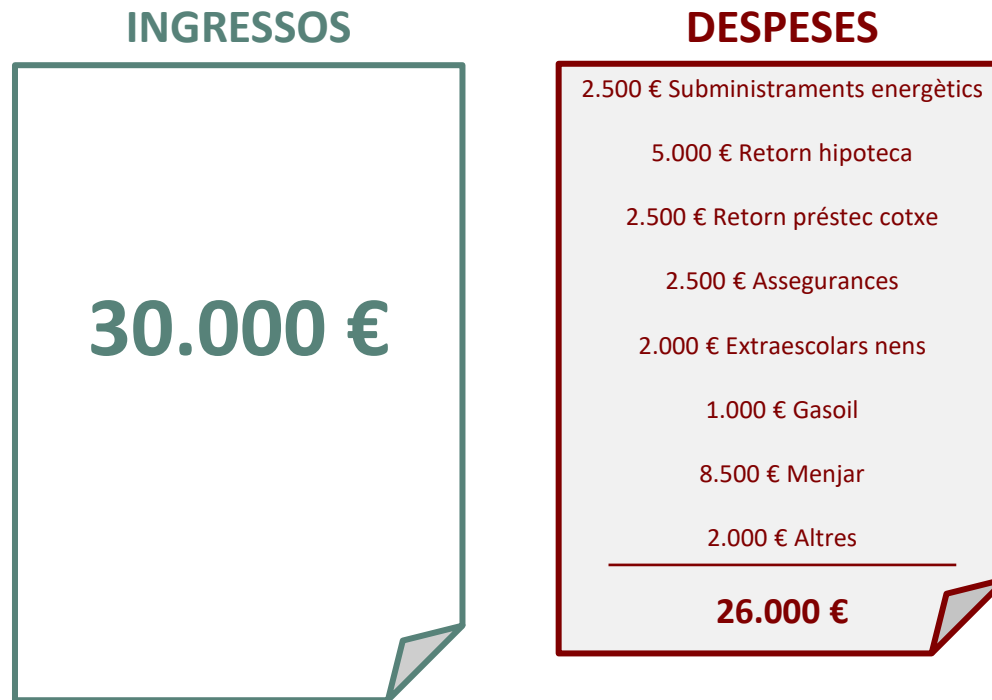 INGRESSOS
30.000 €
DESPESES
2.500 € Subministraments energètics
5.000 € Retorn hipoteca
2.500 € Retorn préstec cotxe
2.500 € Assegurances
2.000 € Extraescolars nens
1.000 € Gasoil
8.500 € Menjar
2.000 € Altres
26.000 €